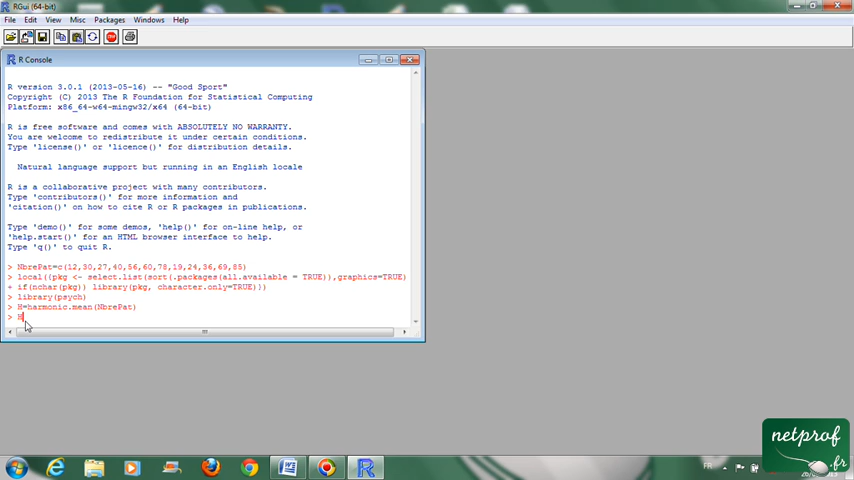 RGui (64-bit)
File Edit View Misc Packages Windows Help
R Console
R version 3.0.1 (2013-05-16) -- "Good Sport"
Copyright (C) 2013 The R Foundation for Statistical Computing
Platform: x86_64-w64-mingw32/x64 (64-bit)
R is free software and comes with ABSOLUTELY NO WARRANTY.
You are welcome to redistribute it under certain conditions.
Type 'license()' or 'licence()' for distribution details.
Natural language support but running in an English locale
R is a collaborative project with many contributors.
Type 'contributors()' for more information and
'citation()' on how to cite R or R packages in publications.
Type 'demo()' for some demos, 'help()' for on-line help, or
'help.start()' for an HTML browser interface to help.
Type 'q()' to quit R.
> NbrePat=c(12,30,27,40,56,60,78,19,24,36,69,85)
> local({pkg <- select.list(sort(.packages(all.available = TRUE)),graphics=TRUE)
+ if(nchar(pkg)) library(pkg, character.only=TRUE)})
> library(psych)
> H=harmonic.mean(NbrePat)
> H
netprof
.fr
FR